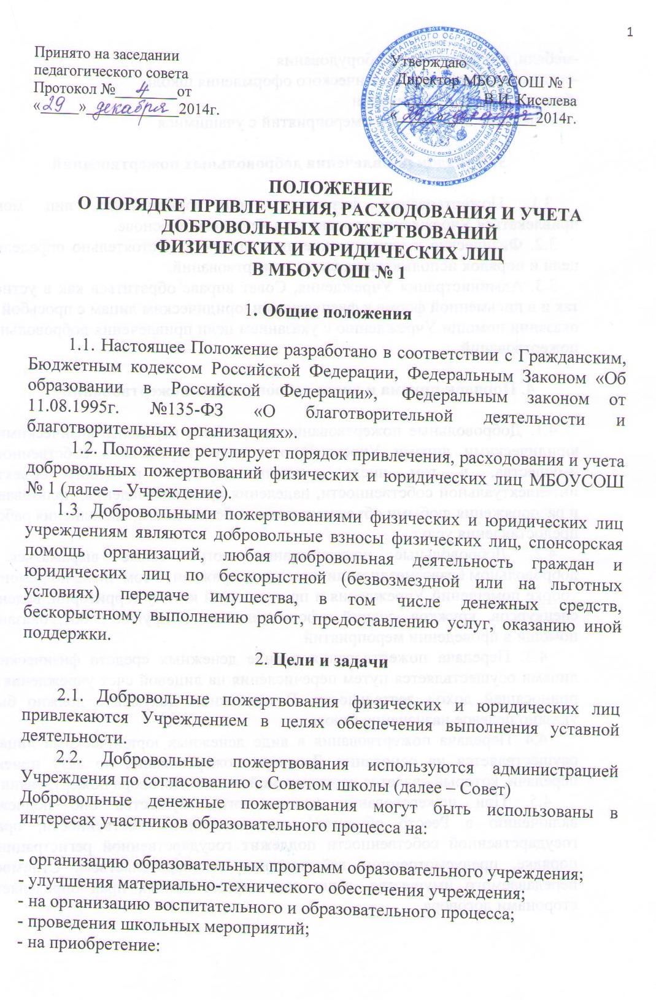 1
Принято на заседании
педагогического совета
Протокол № 4 от
«29» декабря 2014г.
Утверждаю
Директор МБОУСОШ № 1
В.И. Киселева
«29» декабря 2014г.
ПОЛОЖЕНИЕ
О ПОРЯДКЕ ПРИВЛЕЧЕНИЯ, РАСХОДОВАНИЯ И УЧЕТА
ДОБРОВОЛЬНЫХ ПОЖЕРТВОВАНИЙ
ФИЗИЧЕСКИХ И ЮРИДИЧЕСКИХ ЛИЦ
В МБОУСОШ № 1
1. Общие положения
1.1. Настоящее Положение разработано в соответствии с Гражданским,
Бюджетным кодексом Российской Федерации, Федеральным Законом «Об
образовании в Российской Федерации», Федеральным законом от
11.08.1995г. №135-ФЗ «О благотворительной деятельности и
благотворительных организациях».
1.2. Положение регулирует порядок привлечения, расходования и учета
добровольных пожертвований физических и юридических лиц МБОУСОШ
№ 1 (далее – Учреждение).
1.3. Добровольными пожертвованиями физических и юридических лиц
учреждениям являются добровольные взносы физических лиц, спонсорская
помощь организаций, любая добровольная деятельность граждан и
юридических лиц по бескорыстной (безвозмездной или на льготных
условиях) передаче имущества, в том числе денежных средств,
бескорыстному выполнению работ, предоставлению услуг, оказанию иной
поддержки.
2. Цели и задачи
2.1. Добровольные пожертвования физических и юридических лиц
привлекаются Учреждением в целях обеспечения выполнения уставной
деятельности.
2.2. Добровольные пожертвования используются администрацией
Учреждения по согласованию с Советом школы (далее – Совет)
Добровольные денежные пожертвования могут быть использованы в
интересах участников образовательного процесса на:
- организацию образовательных программ образовательного учреждения;
- улучшения материально-технического обеспечения учреждения;
- на организацию воспитательного и образовательного процесса;
- проведения школьных мероприятий;
- на приобретение: